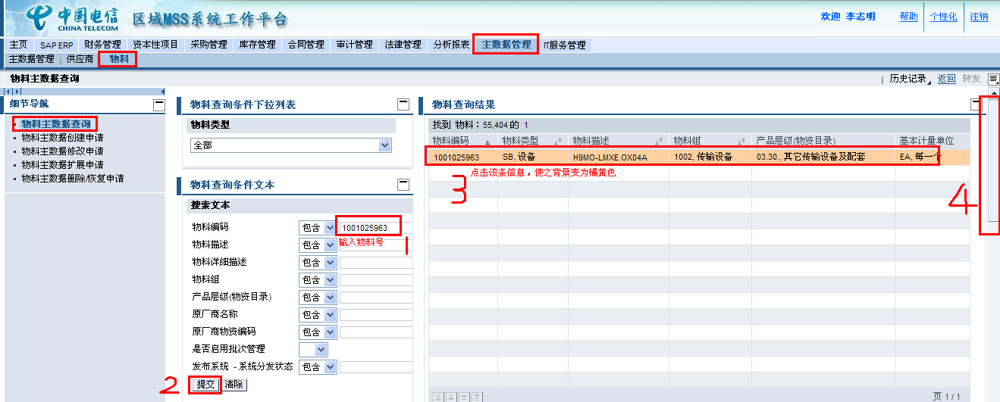 中国电信 CHINA TELECOM 区域MSS系统工作平台
欢迎 李志明 帮助 个性化 注销
主页 SAP ERP 财务管理 资本性项目 采购管理 库存管理 合同管理 审计管理 法律管理 分析报表 主数据管理 IT服务管理
主数据管理 | 供应商 物料
物料主数据查询
| 历史记录 返回 转发
细节导航
物料主数据查询
物料主数据创建申请
物料主数据修改申请
物料主数据扩展申请
物料主数据删除/恢复申请
物料查询条件下拉列表
物料类型
全部
物料查询条件文本
搜索文本
物料编码 包含 1001025963
输入物料号 1
物料描述 包含
物料详细描述 包含
物料组 包含
产品层级(物资目录) 包含
原厂商名称 包含
原厂商物资编码 包含
是否启用批次管理
发布系统 - 系统分发状态 包含
2 提交 清除
物料查询结果
找到 物料：55,404 的 1
物料编码 物料类型 物料描述 物料组 产品层级(物资目录) 基本计量单位
1001025963 SB, 设备 H9MO-LMXE.OX04A 1002, 传输设备 03.30., 其它传输设备及配套 EA, 每一个
3 点击该条信息，使之背景变为橘黄色
4
页 1 / 1